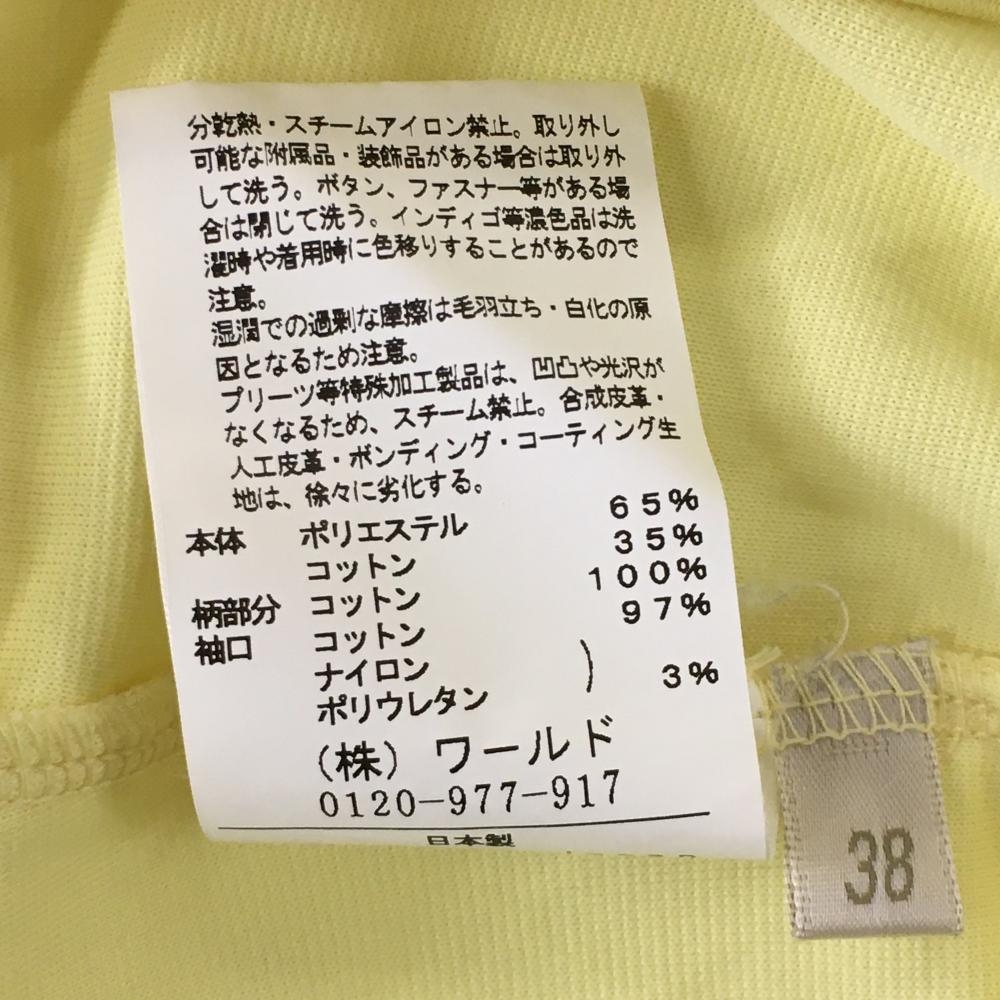 分乾熱・スチームアイロン禁止。取り外し
可能な附属品・装飾品がある場合は取り外
して洗う。ボタン、ファスナー等がある場
合は閉じて洗う。インディゴ等濃色品は洗
濯時や着用時に色移りすることがあるので
注意。
湿潤での過剰な摩擦は毛羽立ち・白化の原
因となるため注意。
プリーツ等特殊加工製品は、凹凸や光沢が
なくなるため、スチーム禁止。合成皮革・
人工皮革・ボンディング・コーティング生
地は、徐々に劣化する。
本体 ポリエステル 65%
コットン 35%
柄部分 コットン 100%
袖口 コットン 97%
ナイロン
ポリウレタン ) 3%
(株) ワールド
0120-977-917
日本製
38